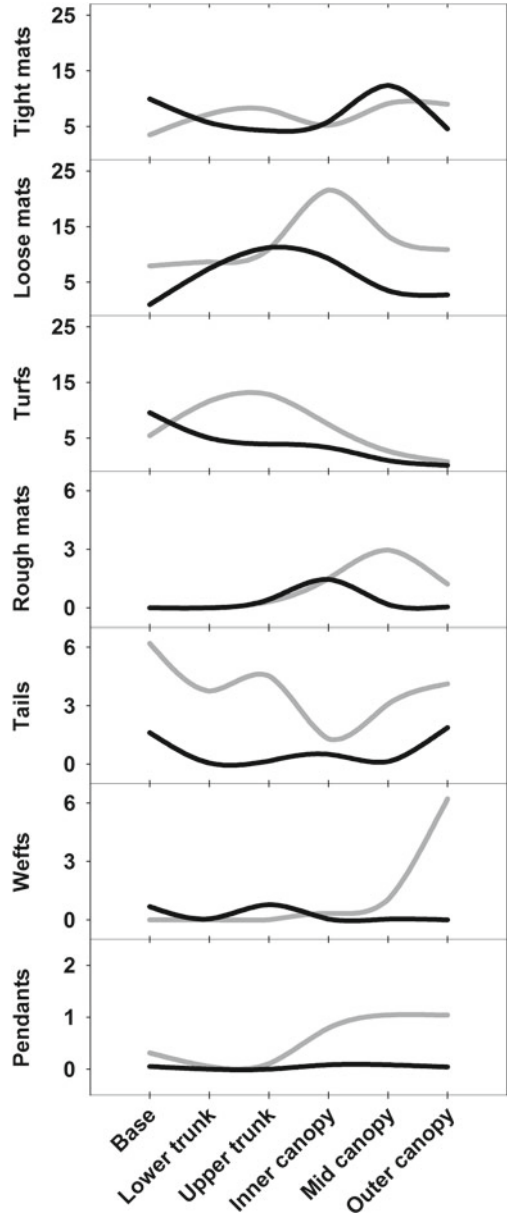 25
15
5
Tight mats
25
15
5
Loose mats
25
15
5
Turfs
6
3
0
Rough mats
6
3
0
Tails
6
3
0
Wefts
2
1
0
Pendants
Base
Lower trunk
Upper trunk
Inner canopy
Mid canopy
Outer canopy